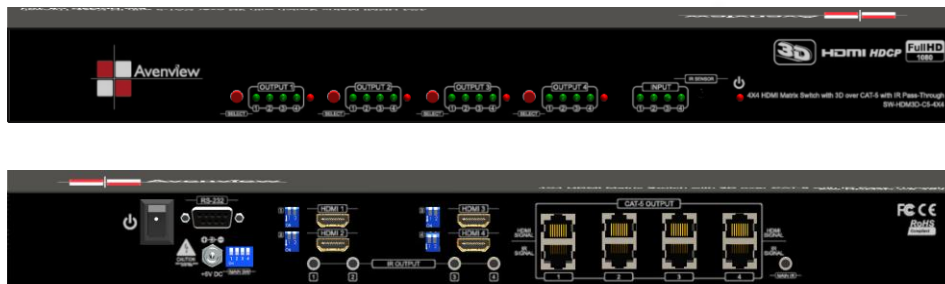 3D HDMI HDCP Full HD 1080
Avenview
IR SENSOR
OUTPUT 1 OUTPUT 2 OUTPUT 3 OUTPUT 4 INPUT
1 2 3 4 1 2 3 4 1 2 3 4 1 2 3 4 1 2 3 4
SELECT SELECT SELECT SELECT
4X4 HDMI Matrix Switch with 3D over CAT-5 with IR Pass-Through
SW-HDM3D-C5-4X4
Avenview
RS-232
HDMI 1 HDMI 3
HDMI 2 HDMI 4
CAT-5 OUTPUT
HDMI SIGNAL HDMI SIGNAL
IR SIGNAL IR SIGNAL
1 2 3 4
FC CE
RoHS
Compliant
CAUTION
+5V DC
IR OUTPUT
1 2 3 4
MAIN IR